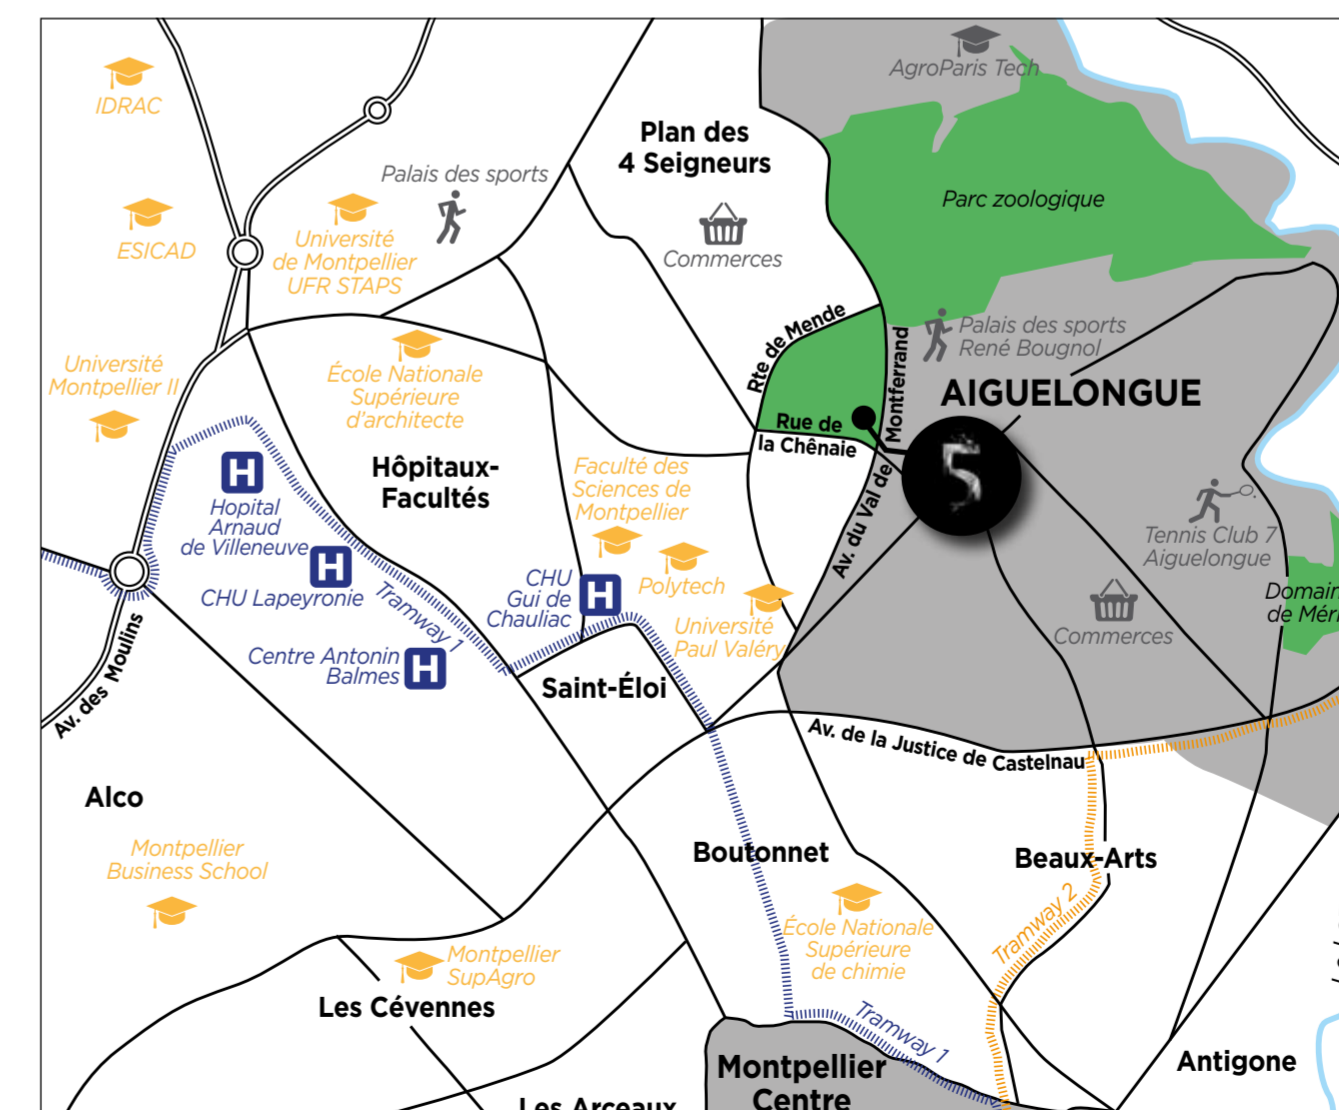 IDRAC
ESICAD
Université
de Montpellier
UFR STAPS
Palais des sports
Plan des
4 Seigneurs
Commerces
AgroParis Tech
Parc zoologique
Université
Montpellier II
École Nationale
Supérieure
d'architecte
Rte de Mende
Rue de
la Chênaie
Montferrand
Av. du Val de
Palais des sports
René Bougnol
AIGUELONGUE
5
H
Hopital
Arnaud
de Villeneuve
H
CHU Lapeyronie
Hôpitaux-
Facultés
Faculté des
Sciences de
Montpellier
Polytech
CHU
Gui de
Chauliac
H
Université
Paul Valéry
Tennis Club 7
Aiguelongue
Commerces
Domain
de Méri
Tramway 1
Centre Antonin
Balmes
H
Saint-Éloi
Av. des Moulins
Av. de la Justice de Castelnau
Alco
Montpellier
Business School
Boutonnet
Beaux-Arts
École Nationale
Supérieure
de chimie
Tramway 2
Montpellier
SupAgro
Les Cévennes
Tramway 1
Montpellier
Centre
Antigone
Les Arceaux